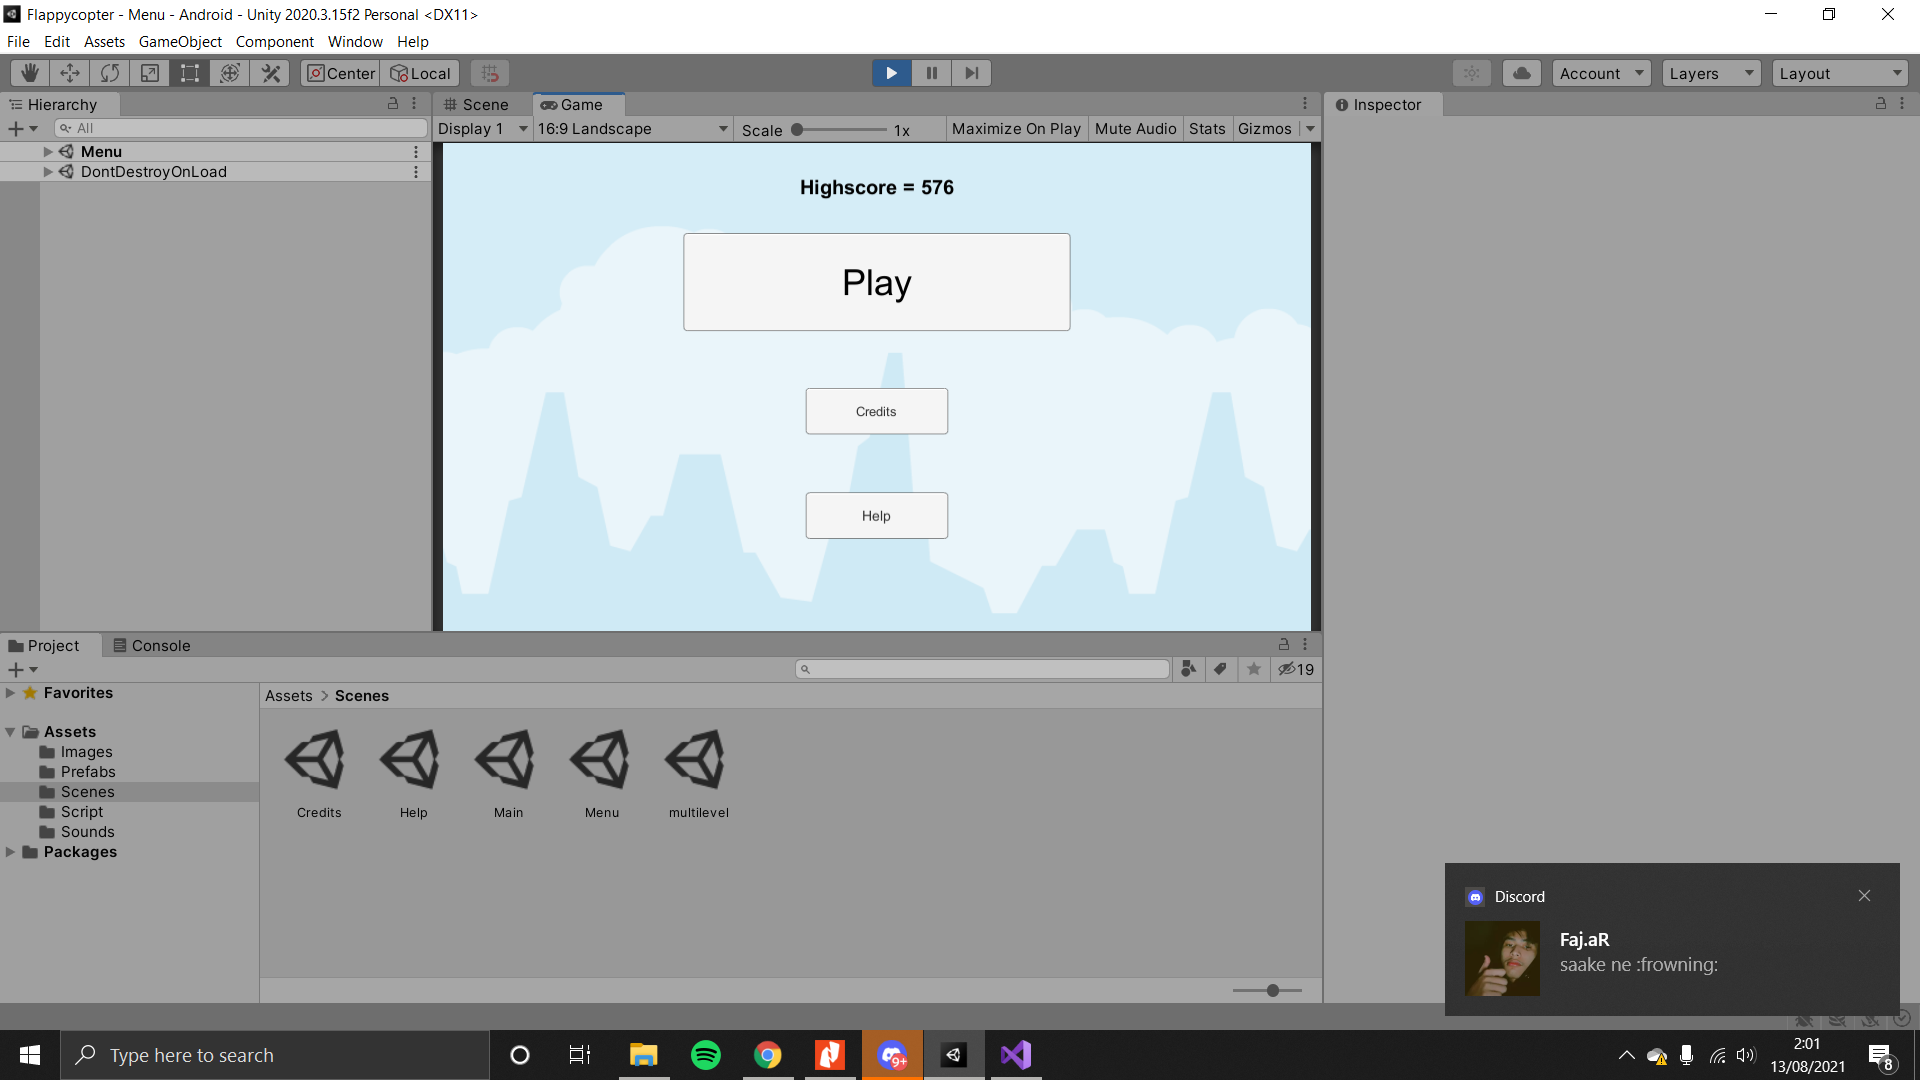 Flappycopter - Menu - Android - Unity 2020.3.15f2 Personal <DX11>
File Edit Assets GameObject Component Window Help
Center Local Account Layers Layout
Hierarchy
All
Menu
DontDestroyOnLoad
Scene Game
Display 1 16:9 Landscape Scale 1x Maximize On Play Mute Audio Stats Gizmos
Highscore = 576
Play
Credits
Help
Inspector
Project Console
19
Favorites
Assets
Images
Prefabs
Scenes
Script
Sounds
Packages
Assets > Scenes
Credits Help Main Menu multilevel
Discord
Faj.aR
saake ne :frowning:
Type here to search
9+
2:01
13/08/2021
8